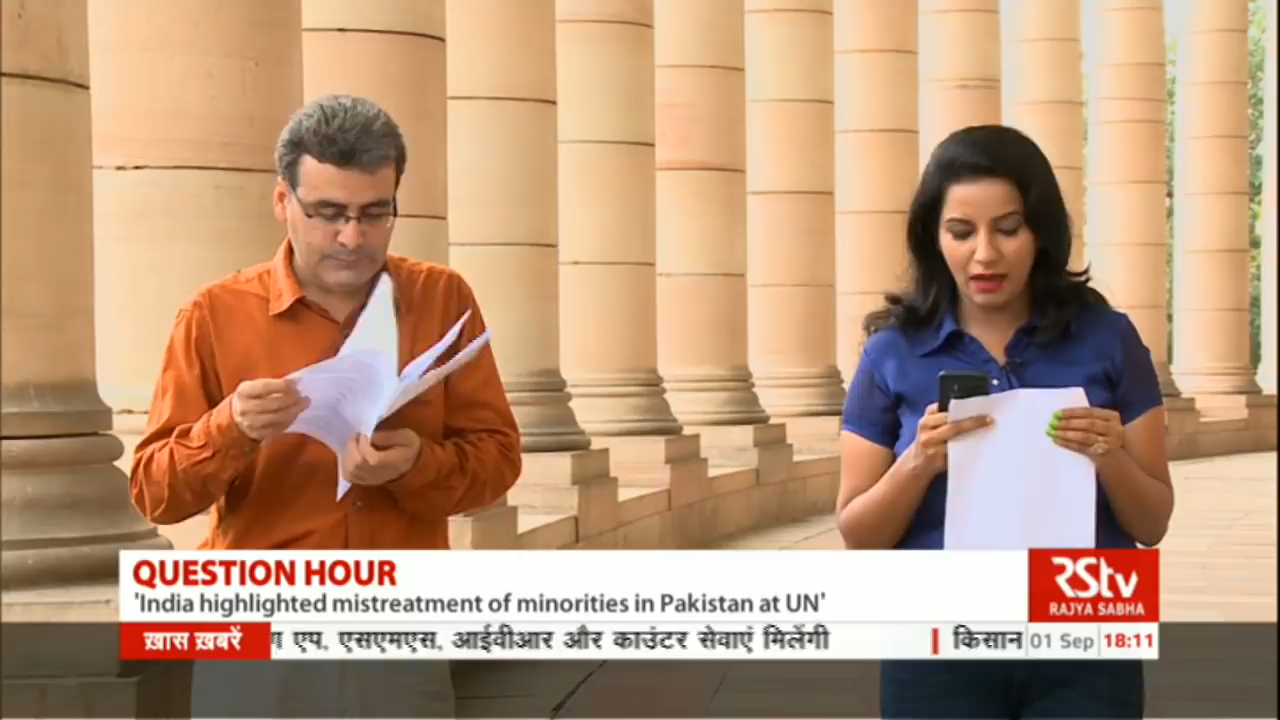 QUESTION HOUR
'India highlighted mistreatment of minorities in Pakistan at UN'
RSTV
RAJYA SABHA
ख़ास ख़बरें
एप, एसएमएस, आईवीआर और काउंटर सेवाएं मिलेंगी | किसान
01 Sep 18:11